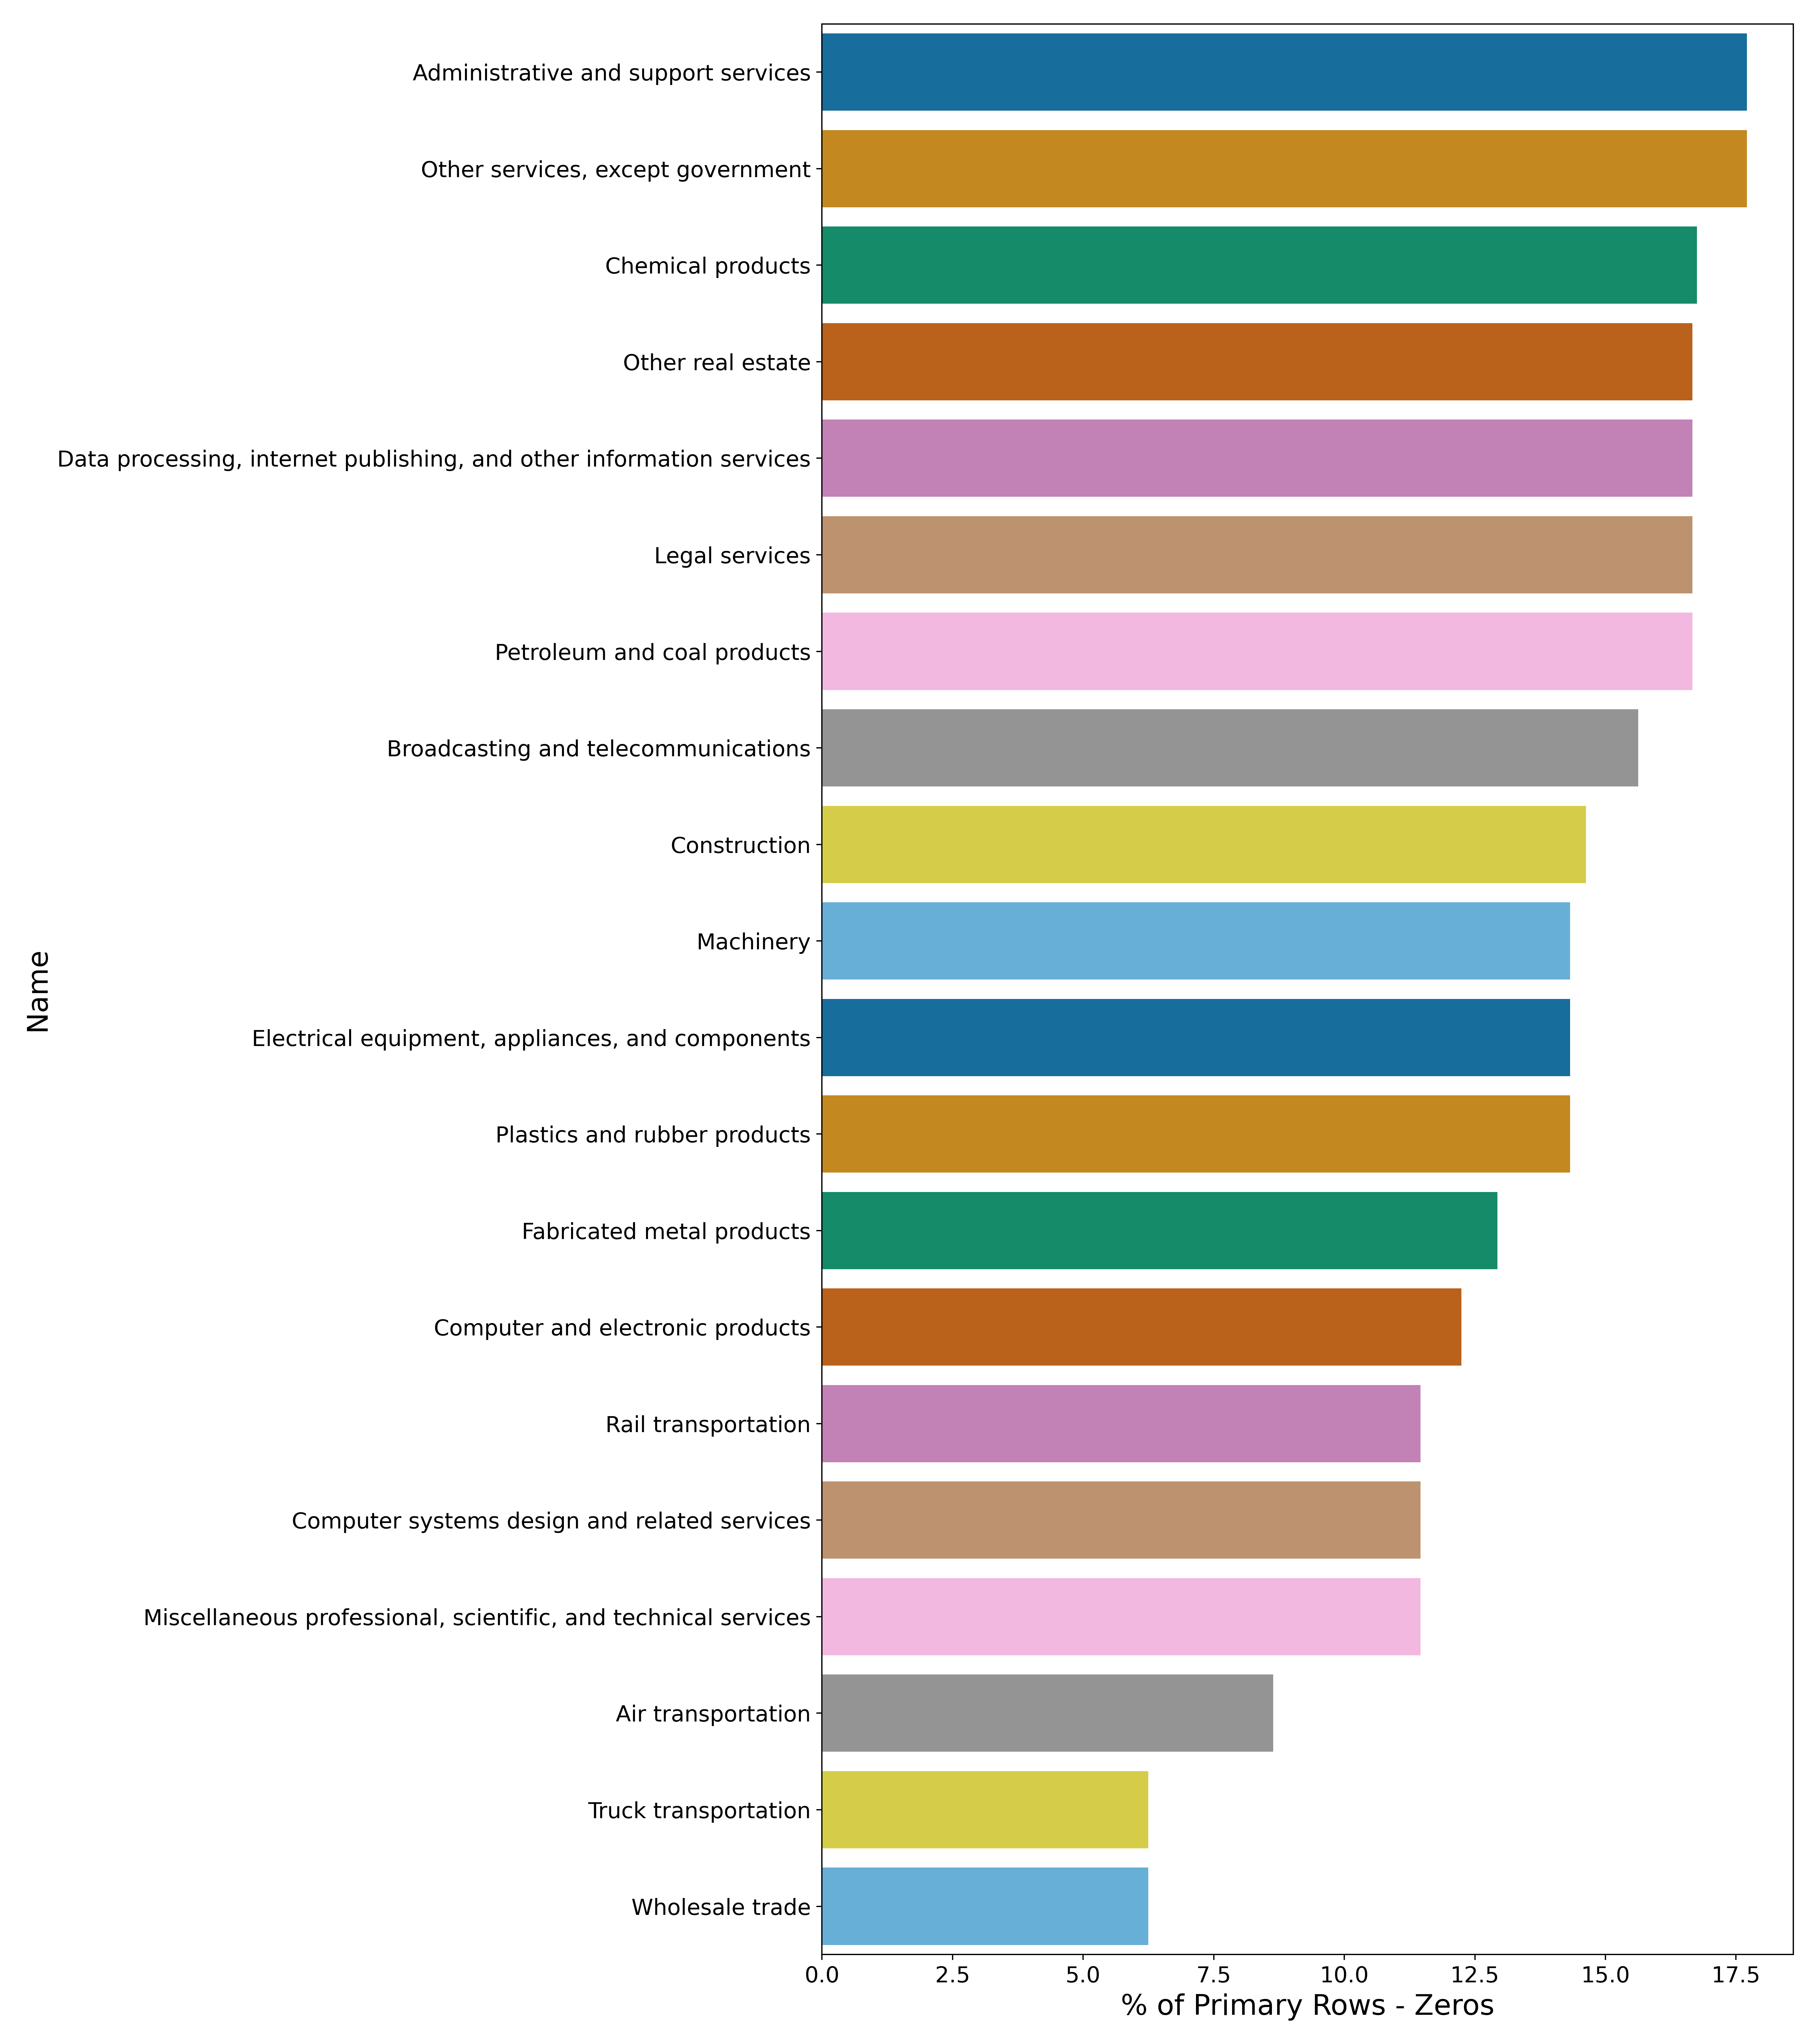 Administrative and support services
Other services, except government
Chemical products
Other real estate
Data processing, internet publishing, and other information services
Legal services
Petroleum and coal products
Broadcasting and telecommunications
Construction
Machinery
Electrical equipment, appliances, and components
Plastics and rubber products
Fabricated metal products
Computer and electronic products
Rail transportation
Computer systems design and related services
Miscellaneous professional, scientific, and technical services
Air transportation
Truck transportation
Wholesale trade
Name
0.0 2.5 5.0 7.5 10.0 12.5 15.0 17.5
% of Primary Rows - Zeros